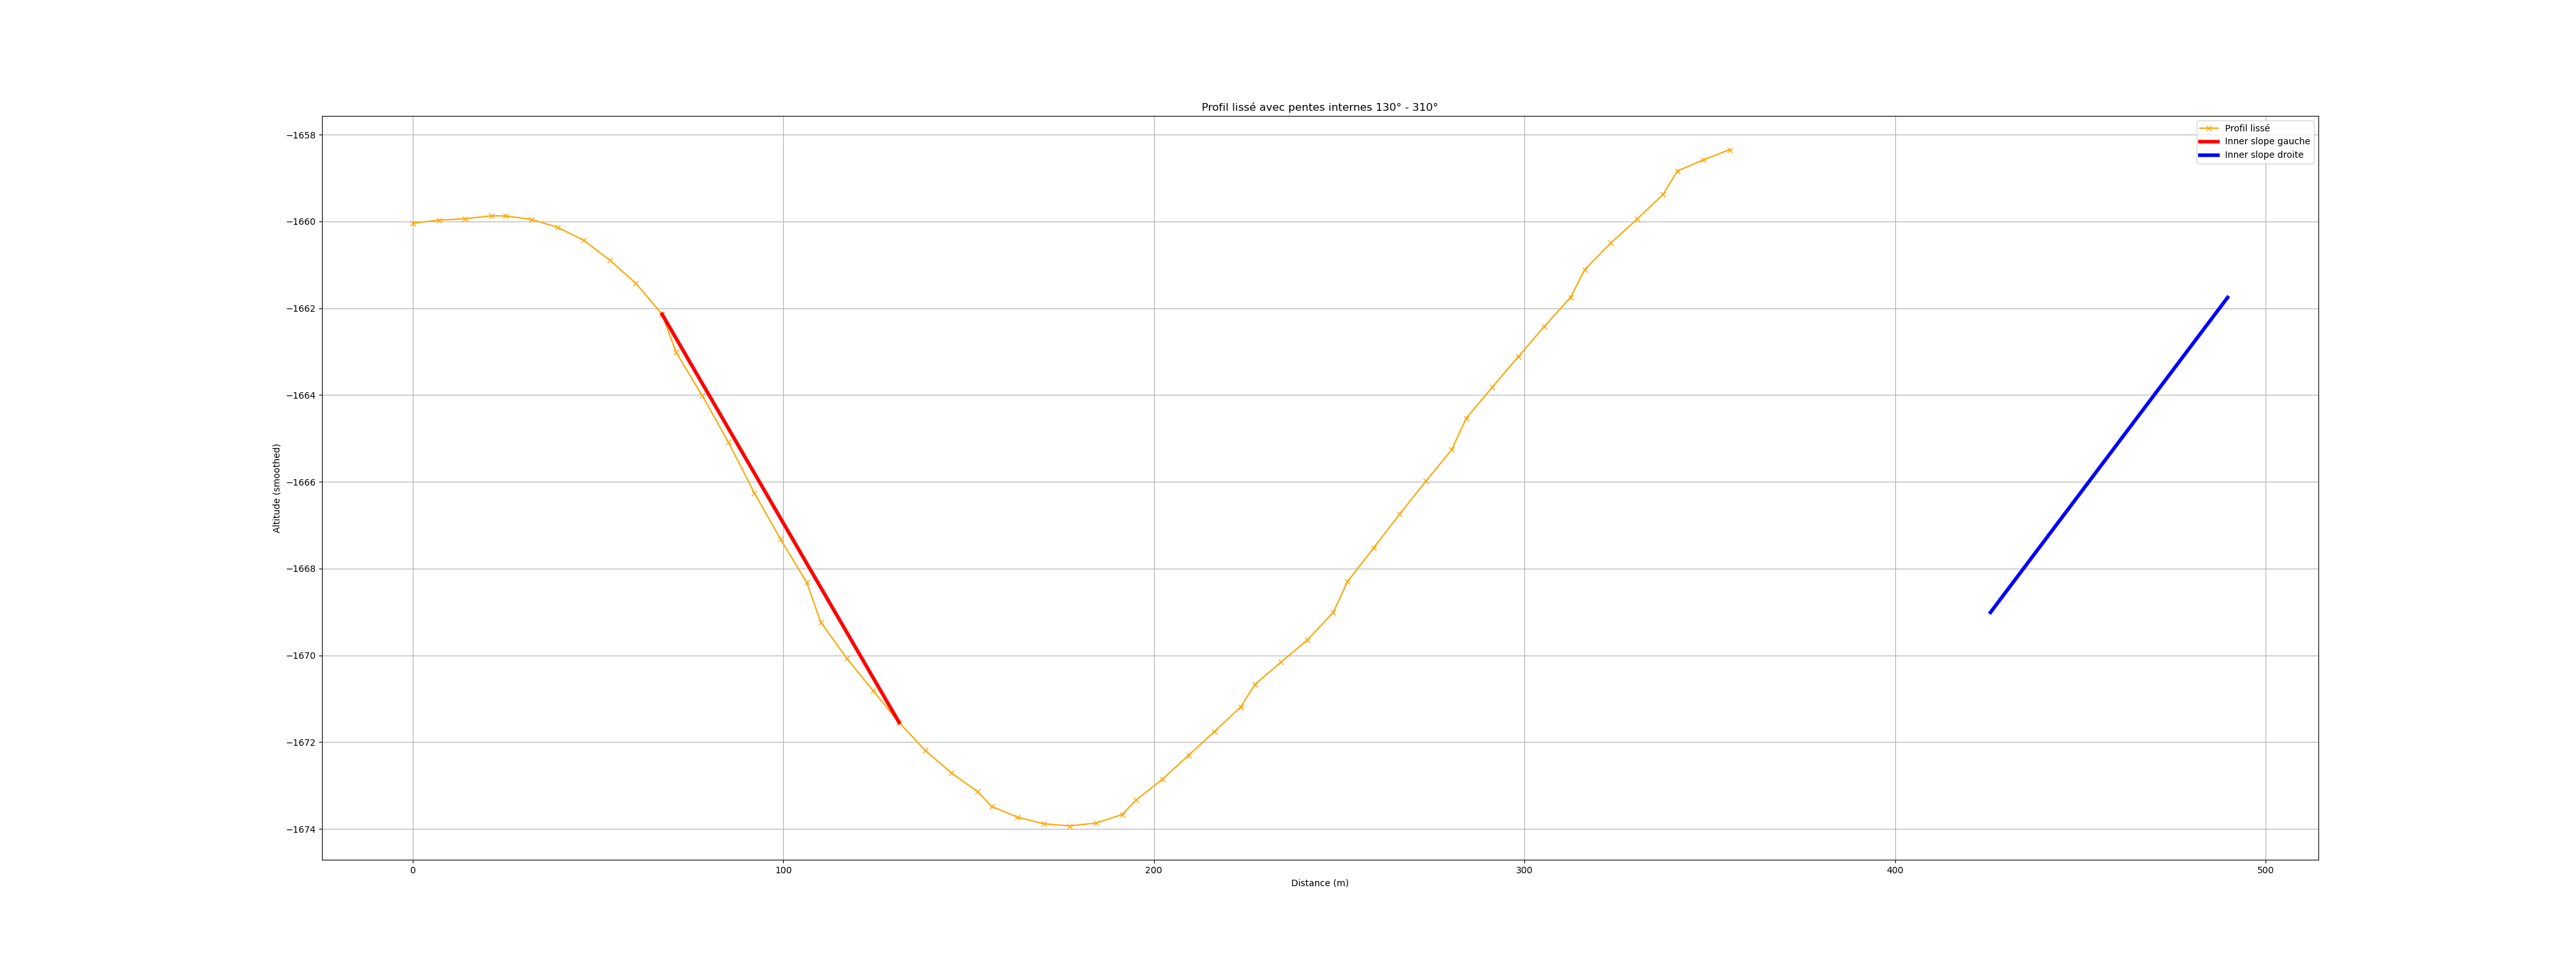 Profil lissé avec pentes internes 130° - 310°
Profil lissé
Inner slope gauche
Inner slope droite
−1658
−1660
−1662
−1664
−1666
−1668
−1670
−1672
−1674
Altitude (smoothed)
0
100
200
300
400
500
Distance (m)